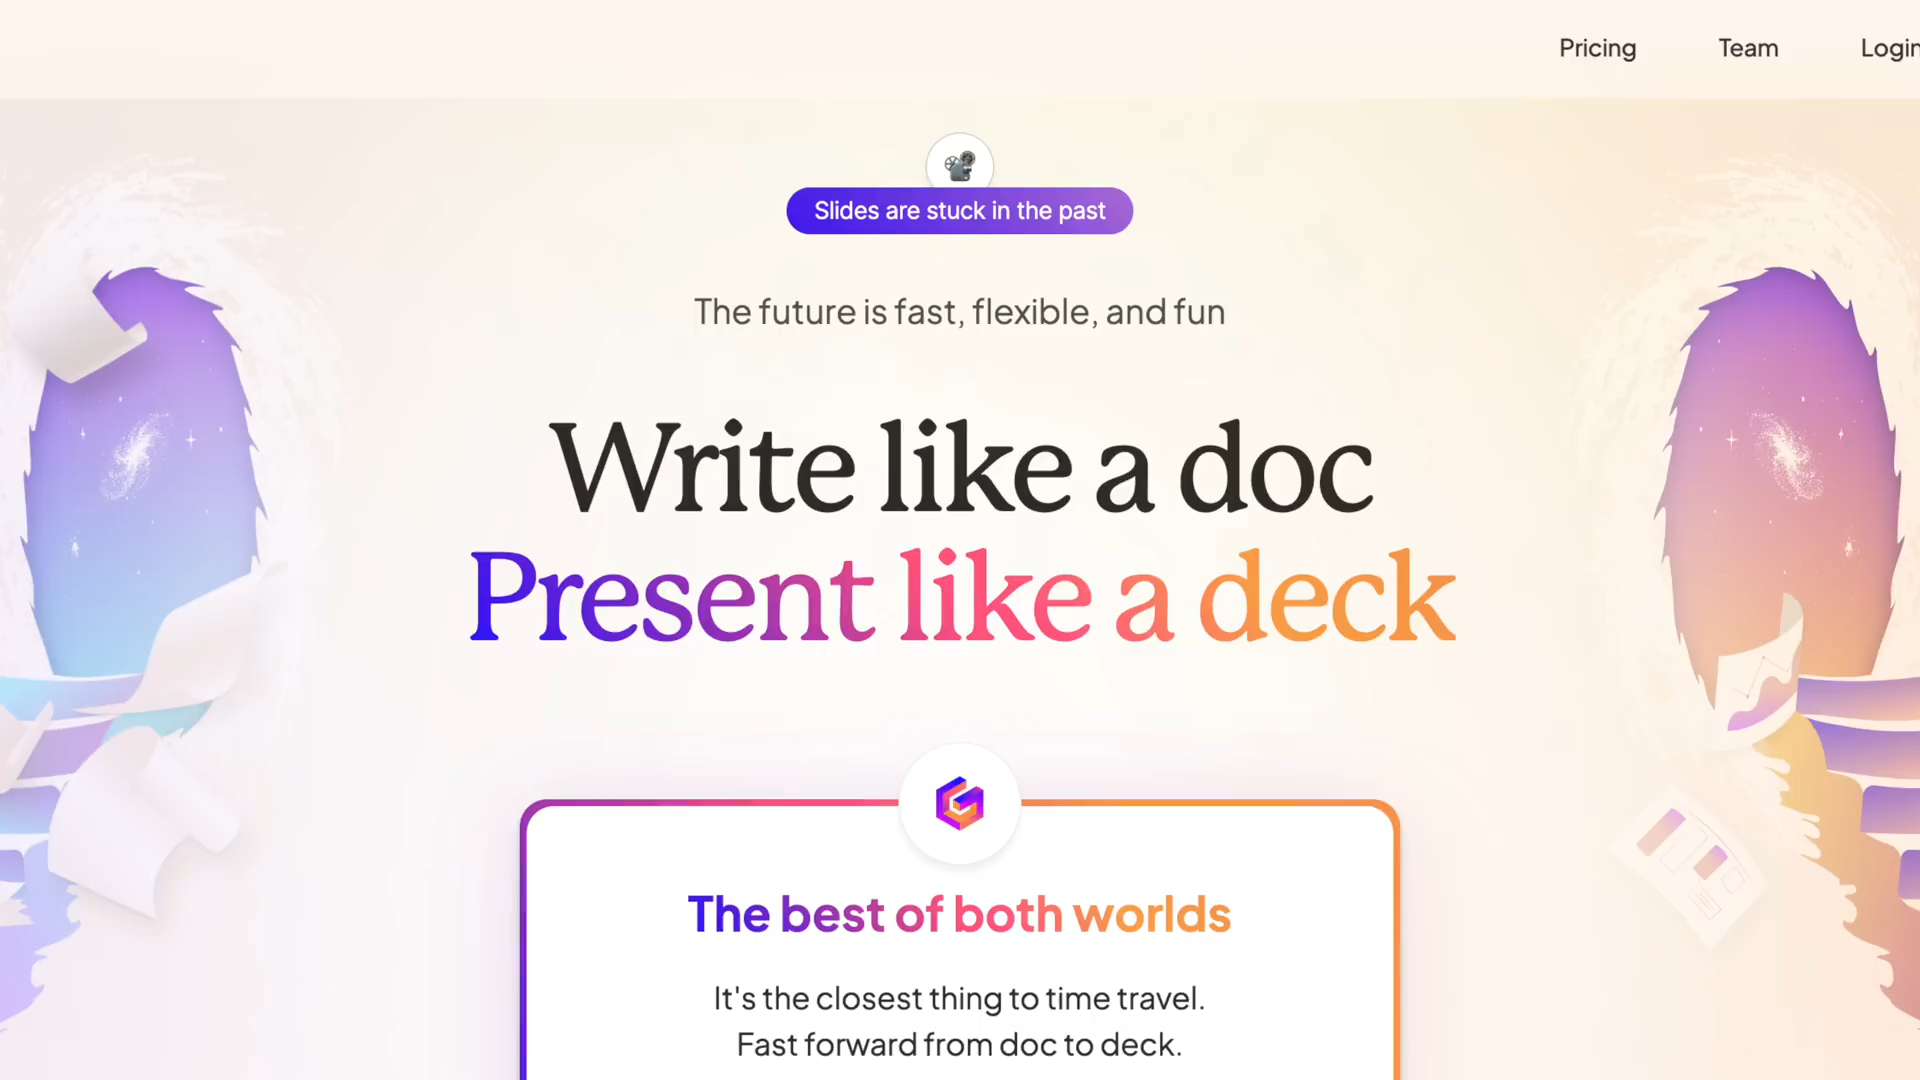 Pricing Team Login
Slides are stuck in the past
The future is fast, flexible, and fun
Write like a doc
Present like a deck
The best of both worlds
It's the closest thing to time travel.
Fast forward from doc to deck.